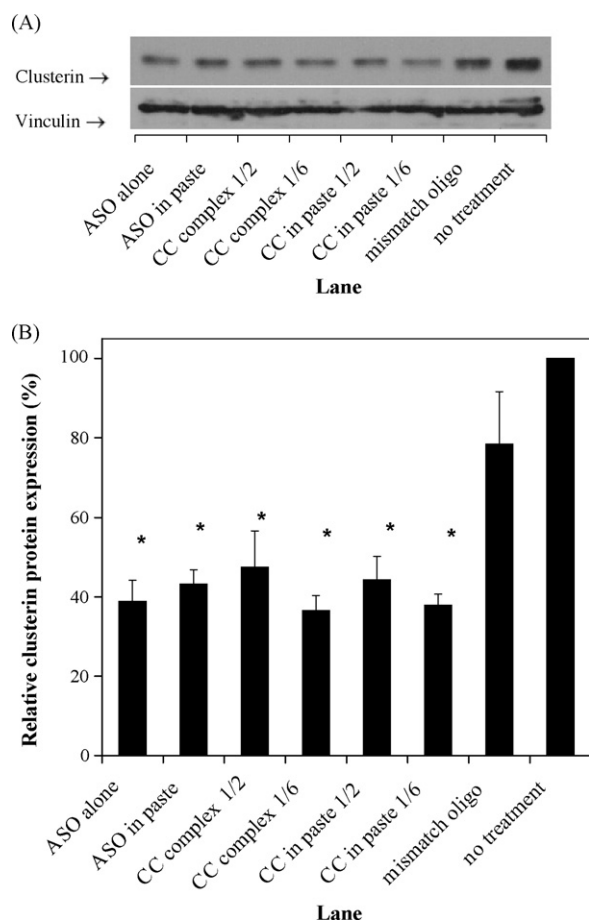 (A)
Clusterin →
Vinculin →
ASO alone
ASO in paste
CC complex 1/2
CC complex 1/6
CC in paste 1/2
CC in paste 1/6
mismatch oligo
no treatment
Lane
(B)
Relative clusterin protein expression (%)
100
80
60
40
20
0
* * * * * *
ASO alone
ASO in paste
CC complex 1/2
CC complex 1/6
CC in paste 1/2
CC in paste 1/6
mismatch oligo
no treatment
Lane